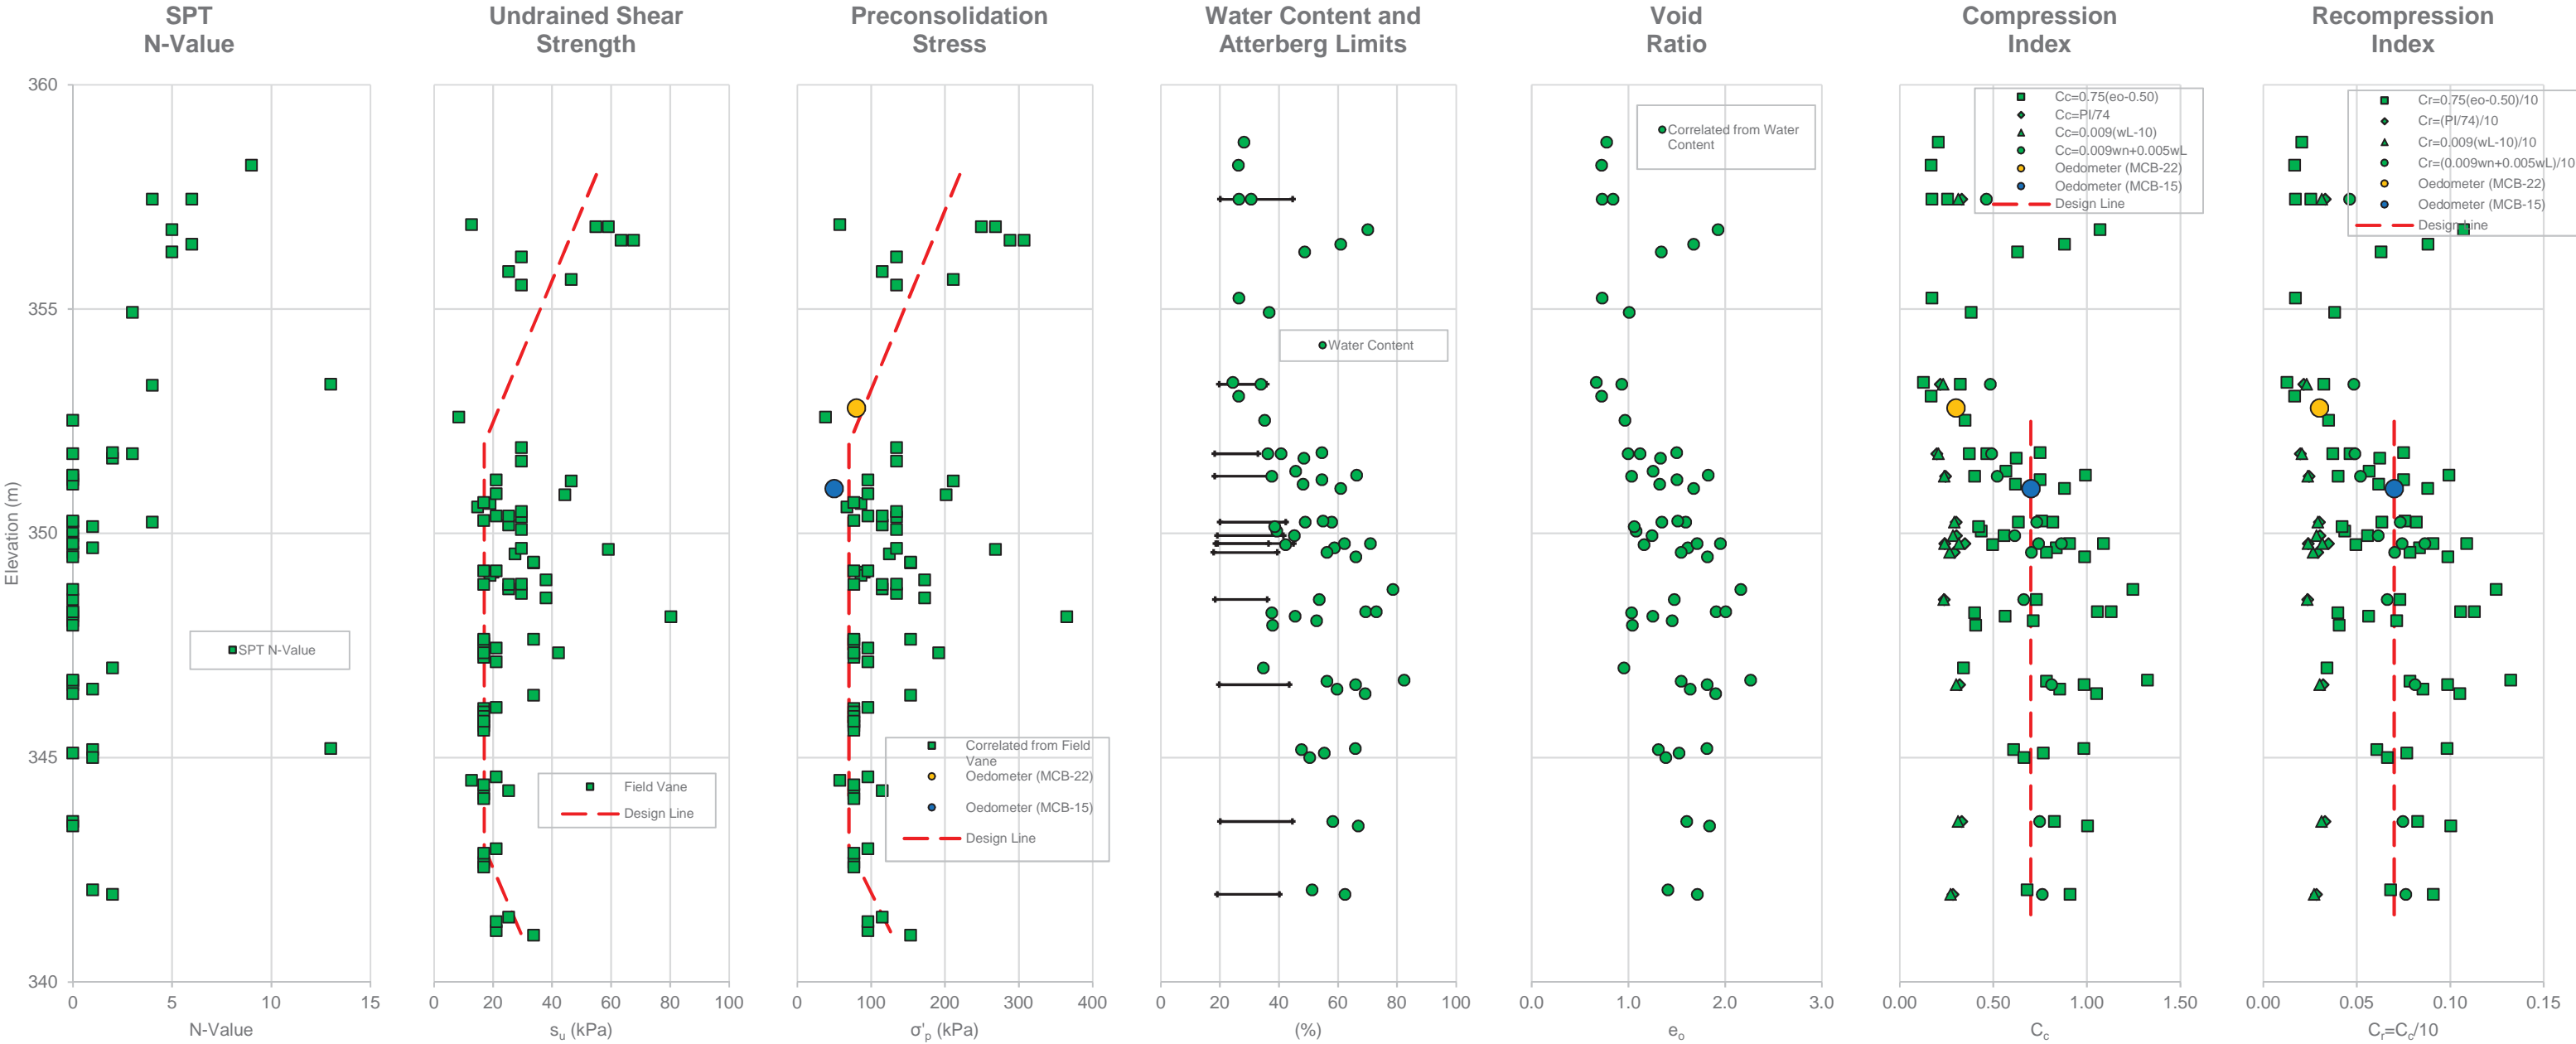 SPT
N-Value
Undrained Shear
Strength
Preconsolidation
Stress
Water Content and
Atterberg Limits
Void
Ratio
Compression
Index
Recompression
Index
Elevation (m)
360
355
350
345
340
SPT N-Value
0 5 10 15
N-Value
Field Vane
Design Line
0 20 40 60 80 100
su (kPa)
Correlated from Field
Vane
Oedometer (MCB-22)
Oedometer (MCB-15)
Design Line
0 100 200 300 400
σ'p (kPa)
Water Content
0 20 40 60 80 100
(%)
Correlated from Water
Content
0.0 1.0 2.0 3.0
eo
Cc=0.75(eo-0.50)
Cc=PI/74
Cc=0.009(wL-10)
Cc=0.009wn+0.005wL
Oedometer (MCB-22)
Oedometer (MCB-15)
Design Line
0.00 0.50 1.00 1.50
Cc
Cr=0.75(eo-0.50)/10
Cr=(PI/74)/10
Cr=0.009(wL-10)/10
Cr=(0.009wn+0.005wL)/10
Oedometer (MCB-22)
Oedometer (MCB-15)
Design Line
0.00 0.05 0.10 0.15
Cr=Cc/10